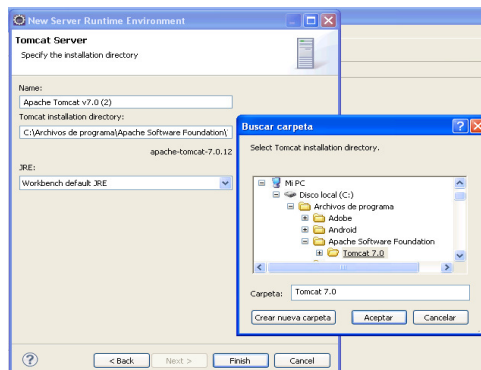 New Server Runtime Environment
Tomcat Server
Specify the installation directory
Name:
Apache Tomcat v7.0 (2)
Tomcat installation directory:
C:\Archivos de programa\Apache Software Foundation\
apache-tomcat-7.0.12
JRE:
Workbench default JRE
< Back
Next >
Finish
Cancel
Buscar carpeta
Select Tomcat installation directory.
Mi PC
Disco local (C:)
Archivos de programa
Adobe
Android
Apache Software Foundation
Tomcat 7.0
Carpeta:
Tomcat 7.0
Crear nueva carpeta
Aceptar
Cancelar